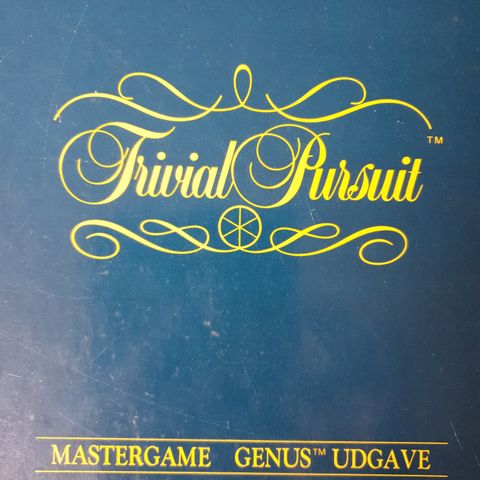 Trivial Pursuit™
MASTERGAME GENUS™ UDGAVE